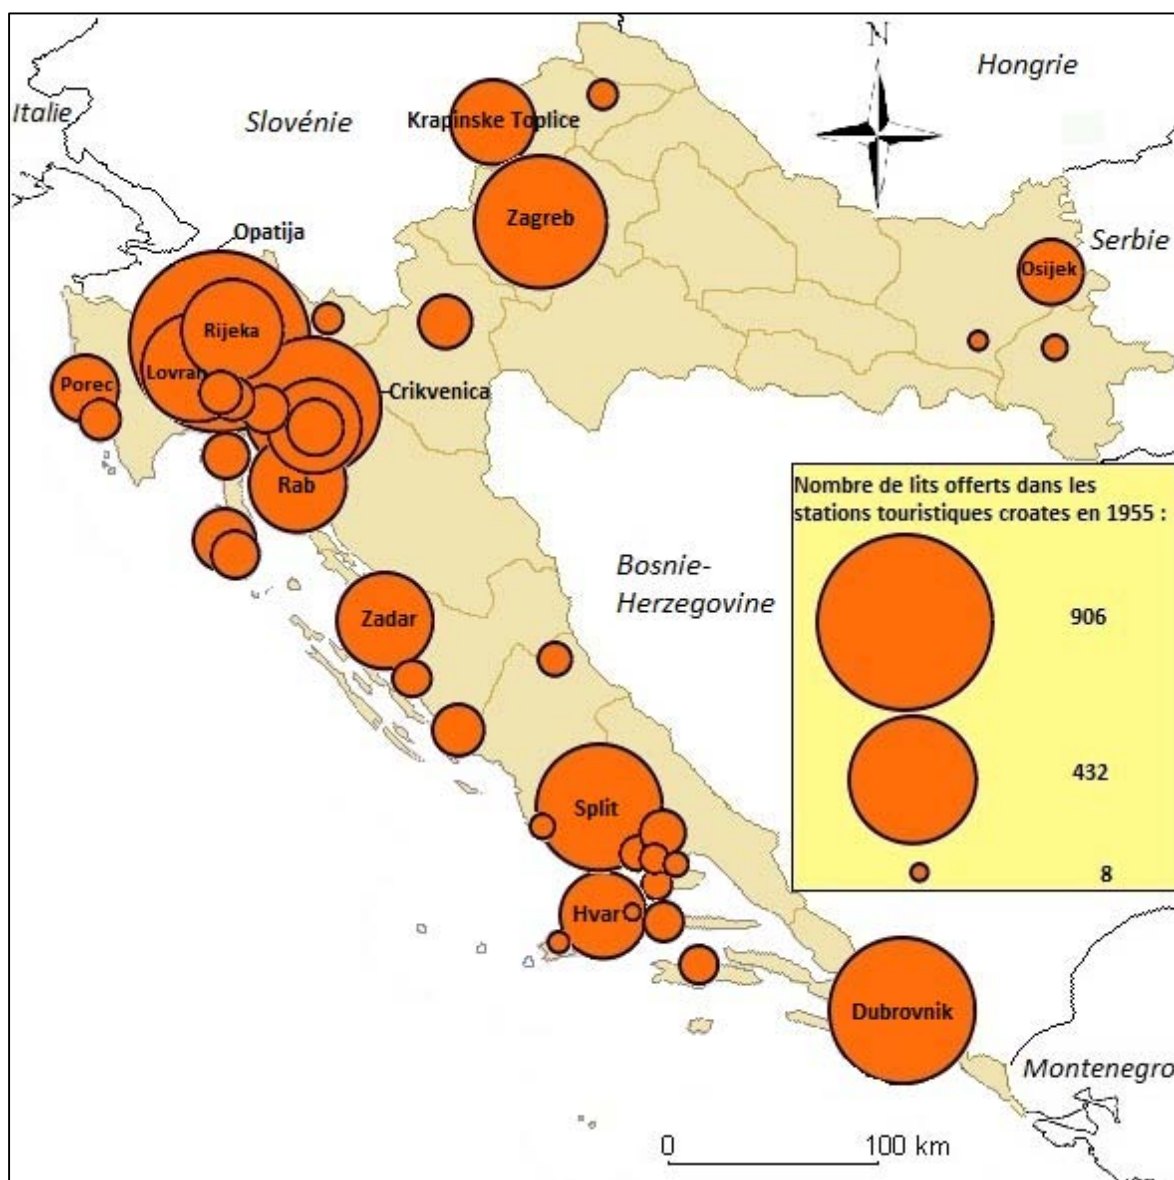 N
Hongrie
Italie
Slovénie
Krapinske Toplice
Zagreb
Opatija
Serbie
Osijek
Rijeka
Lovran
Porec
Crikvenica
Rab
Nombre de lits offerts dans les
stations touristiques croates en 1955 :
Bosnie-
Herzegovine
906
Zadar
432
Split
8
Hvar
Dubrovnik
Montenegro
0 100 km